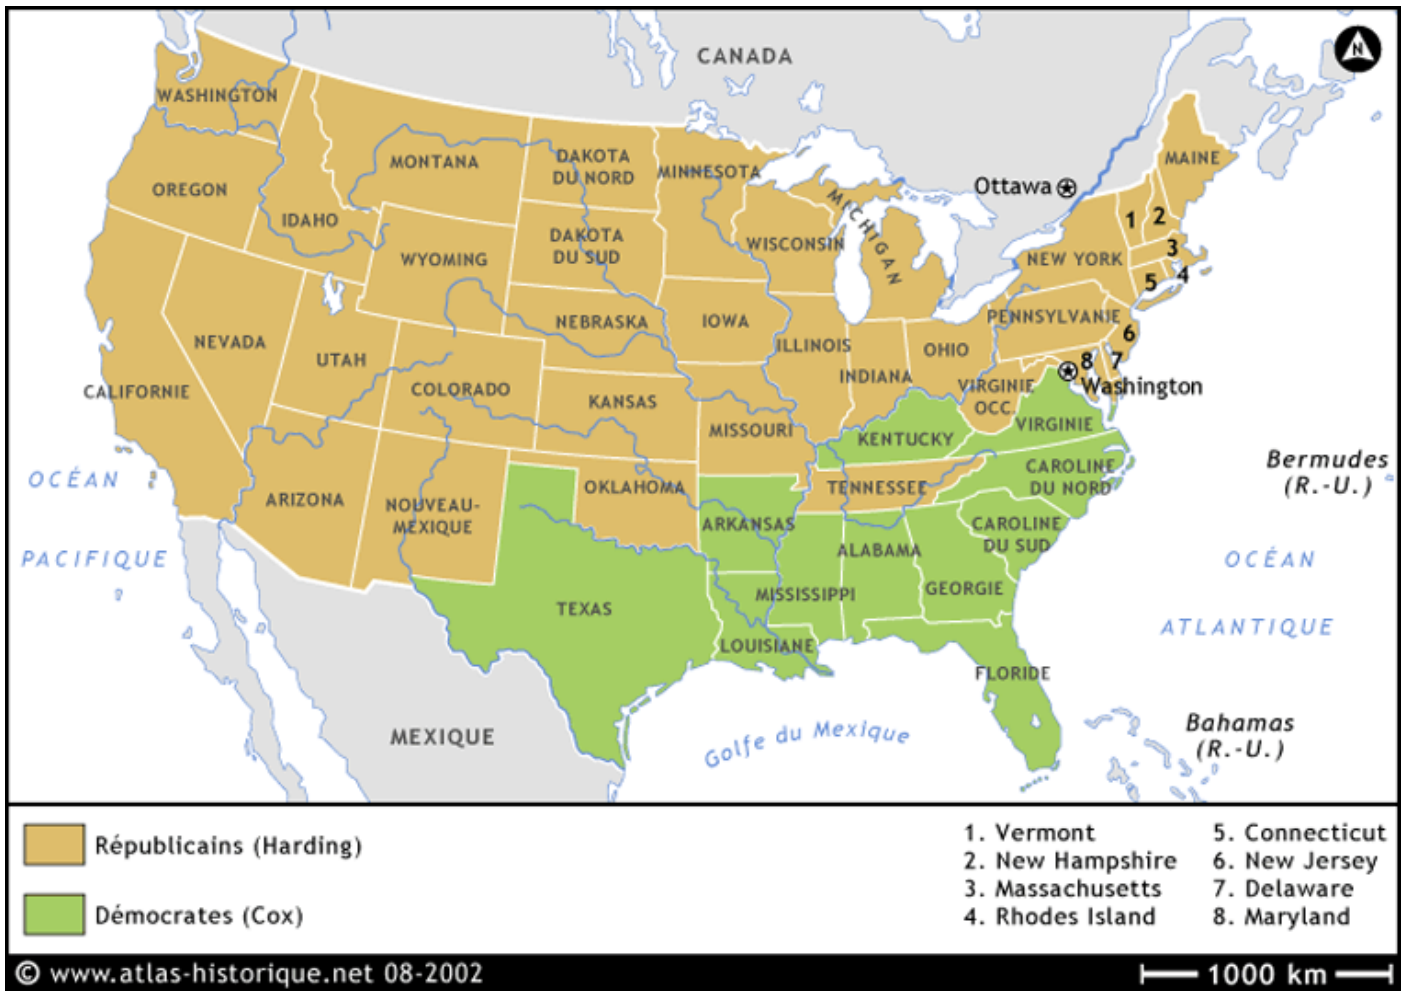 CANADA
N
WASHINGTON
MONTANA
DAKOTA
DU NORD
MINNESOTA
MAINE
Ottawa
OREGON
IDAHO
MICHIGAN
1
2
WYOMING
DAKOTA
DU SUD
WISCONSIN
NEW YORK
3
4
5
NEVADA
UTAH
NEBRASKA
IOWA
ILLINOIS
INDIANA
OHIO
PENNSYLVANIE
6
7
8
Washington
CALIFORNIE
COLORADO
KANSAS
MISSOURI
VIRGINIE
OCC.
VIRGINIE
KENTUCKY
OCÉAN
PACIFIQUE
ARIZONA
NOUVEAU-
MEXIQUE
OKLAHOMA
TENNESSEE
CAROLINE
DU NORD
Bermudes
(R.-U.)
ARKANSAS
ALABAMA
CAROLINE
DU SUD
OCÉAN
ATLANTIQUE
TEXAS
MISSISSIPPI
GEORGIE
LOUISIANE
FLORIDE
MEXIQUE
Golfe du Mexique
Bahamas
(R.-U.)
Républicains (Harding)
Démocrates (Cox)
1. Vermont
2. New Hampshire
3. Massachusetts
4. Rhodes Island
5. Connecticut
6. New Jersey
7. Delaware
8. Maryland
© www.atlas-historique.net 08-2002
1000 km